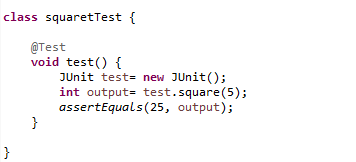 class squaretTest {
@Test
void test() {
JUnit test= new JUnit();
int output= test.square(5);
assertEquals(25, output);
}
}